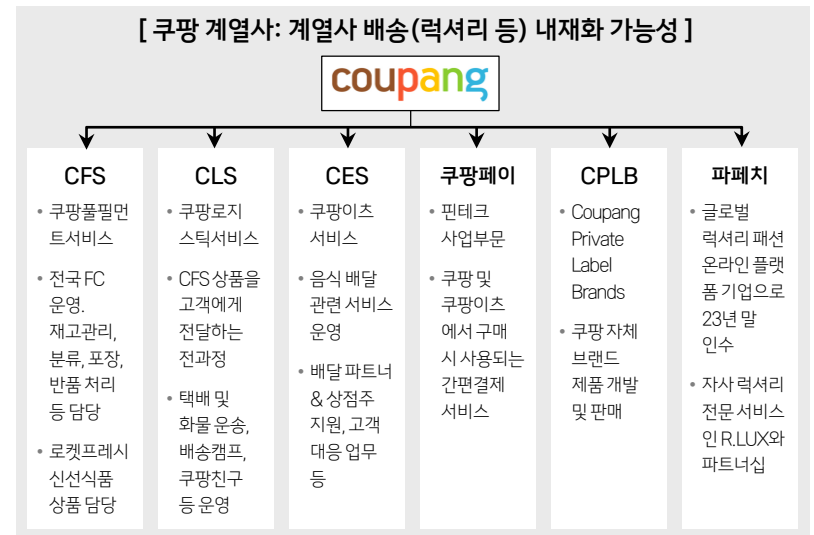 [ 쿠팡 계열사: 계열사 배송(럭셔리 등) 내재화 가능성 ]
coupang
CFS
• 쿠팡풀필먼
트서비스
• 전국 FC
운영.
재고관리,
분류, 포장,
반품 처리
등 담당
• 로켓프레시
신선식품
상품 담당
CLS
• 쿠팡로지
스틱서비스
• CFS 상품을
고객에게
전달하는
전과정
• 택배 및
화물 운송,
배송캠프,
쿠팡친구
등 운영
CES
• 쿠팡이츠
서비스
• 음식 배달
관련 서비스
운영
• 배달 파트너
& 상점주
지원, 고객
대응 업무
등
쿠팡페이
• 핀테크
사업부문
• 쿠팡 및
쿠팡이츠
에서 구매
시 사용되는
간편결제
서비스
CPLB
• Coupang
Private
Label
Brands
• 쿠팡 자체
브랜드
제품 개발
및 판매
파페치
• 글로벌
럭셔리 패션
온라인 플랫
폼 기업으로
23년 말
인수
• 자사 럭셔리
전문 서비스
인 R.LUX와
파트너십